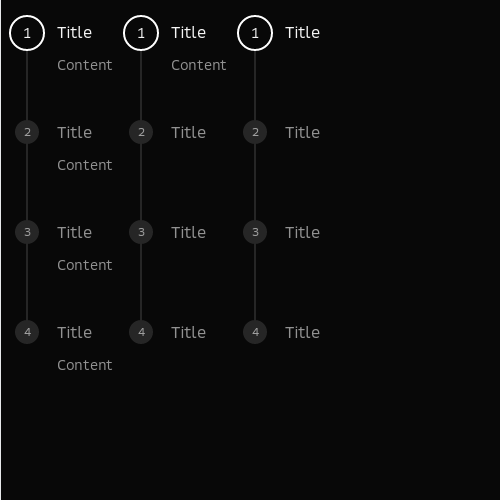 1 Title 1 Title 1 Title
Content Content
2 Title 2 Title 2 Title
Content
3 Title 3 Title 3 Title
Content
4 Title 4 Title 4 Title
Content